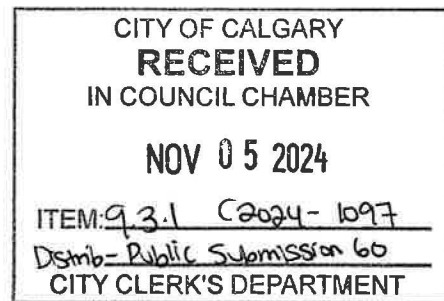 CITY OF CALGARY
RECEIVED
IN COUNCIL CHAMBER
NOV 05 2024
ITEM: 9.3.1 C2024-1097
Distrib- Public Submission 60
CITY CLERK'S DEPARTMENT